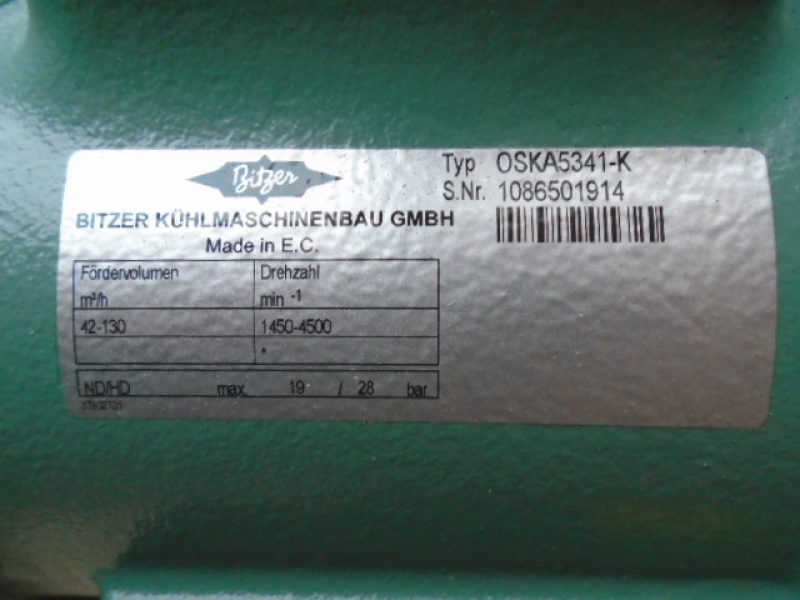 Bitzer
BITZER KÜHLMASCHINENBAU GMBH
Made in E.C.
Typ OSKA5341-K
S.Nr. 1086501914
Fördervolumen Drehzahl
m³/h min -1
42-130 1450-4500
*
ND/HD max. 19 / 28 bar